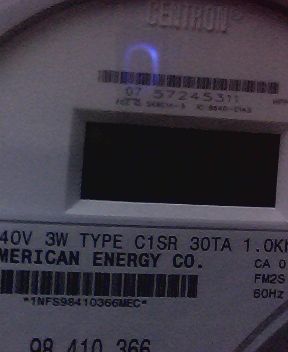 CENTRON®
07 57245311
40V 3W TYPE C1SR 30TA 1.0K
MERICAN ENERGY CO.
CA 0
FM2S
60Hz
*1NFS98410366MEC*
98 410 366